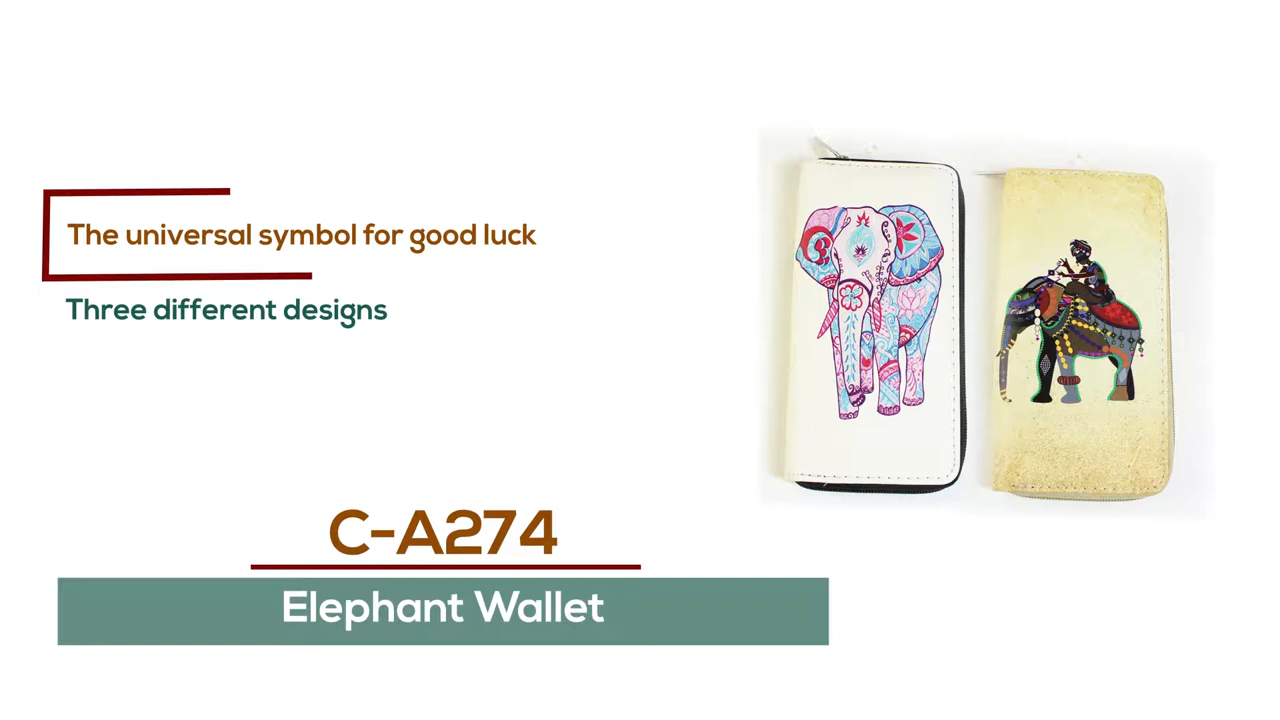 The universal symbol for good luck
Three different designs
C-A274
Elephant Wallet